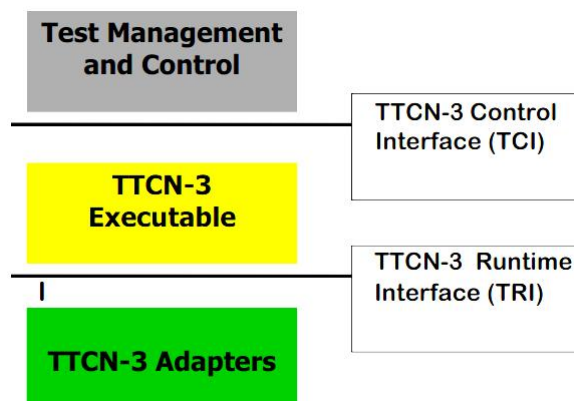 Test Management
and Control
TTCN-3 Control
Interface (TCI)
TTCN-3
Executable
TTCN-3 Runtime
Interface (TRI)
TTCN-3 Adapters